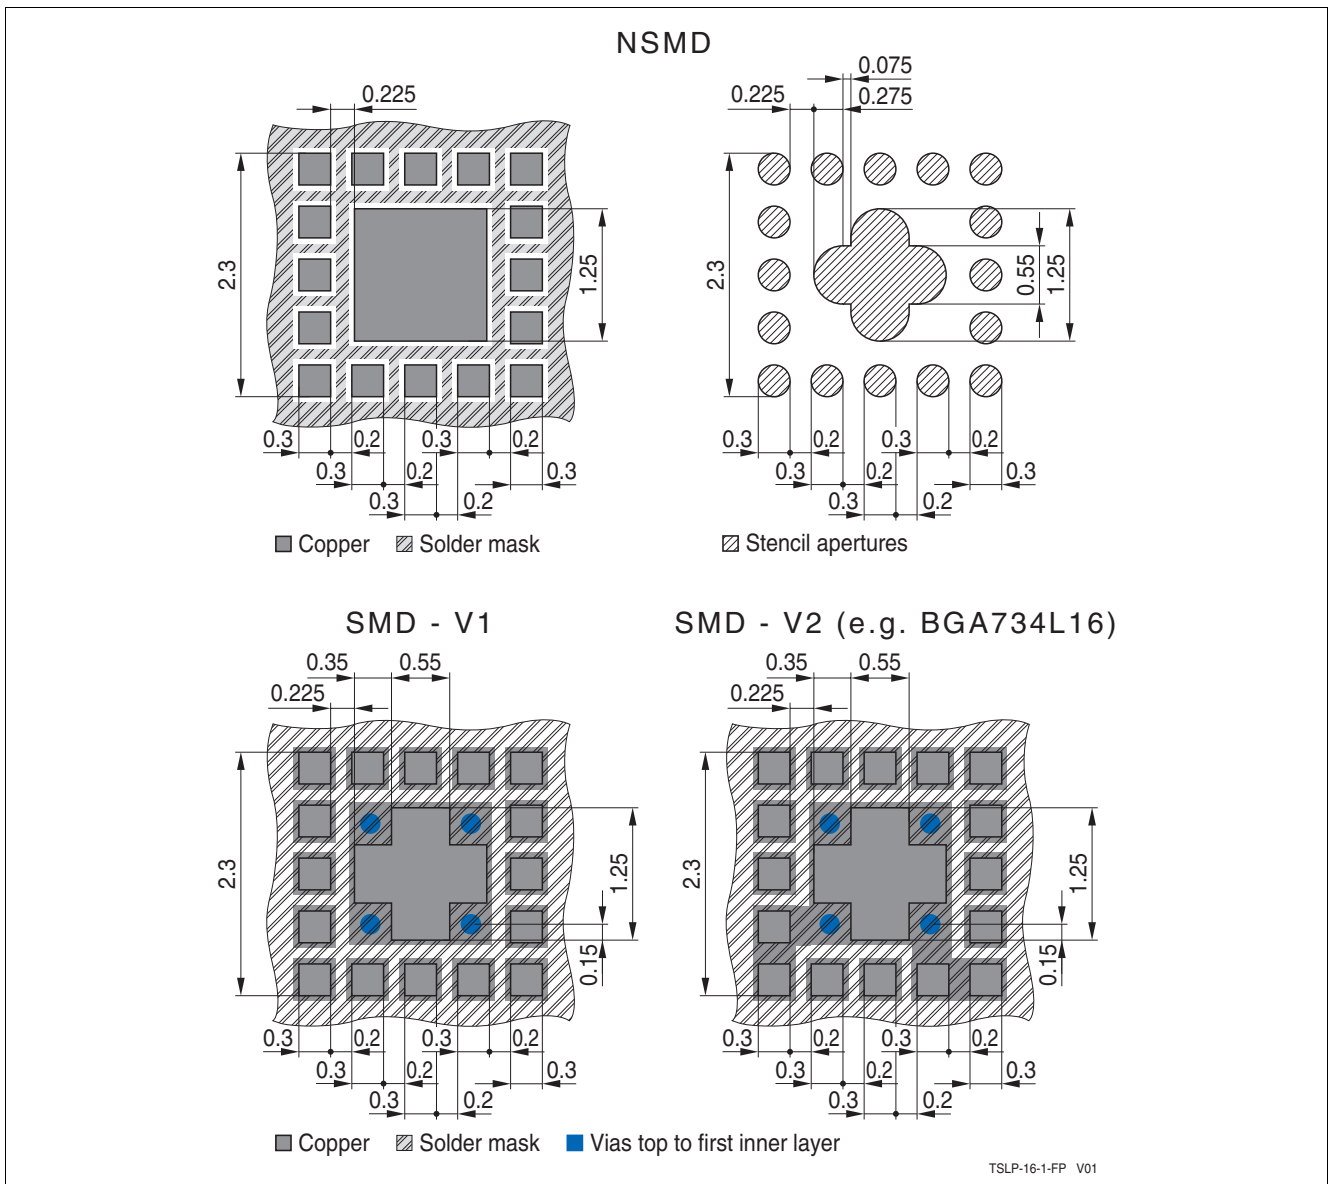 NSMD
0.075
0.225 0.225 0.275
2.3 1.25 2.3 0.55 1.25
0.3 0.2 0.3 0.2 0.3 0.2 0.3 0.2
0.3 0.2 0.3 0.3 0.2 0.3
0.3 0.2 0.3 0.2
Copper Solder mask Stencil apertures
SMD - V1 SMD - V2 (e.g. BGA734L16)
0.35 0.55 0.35 0.55
0.225 0.225
2.3 1.25 2.3 1.25
0.15 0.15
0.3 0.2 0.3 0.2 0.3 0.2 0.3 0.2
0.3 0.2 0.3 0.3 0.2 0.3
0.3 0.2 0.3 0.2
Copper Solder mask Vias top to first inner layer
TSLP-16-1-FP V01